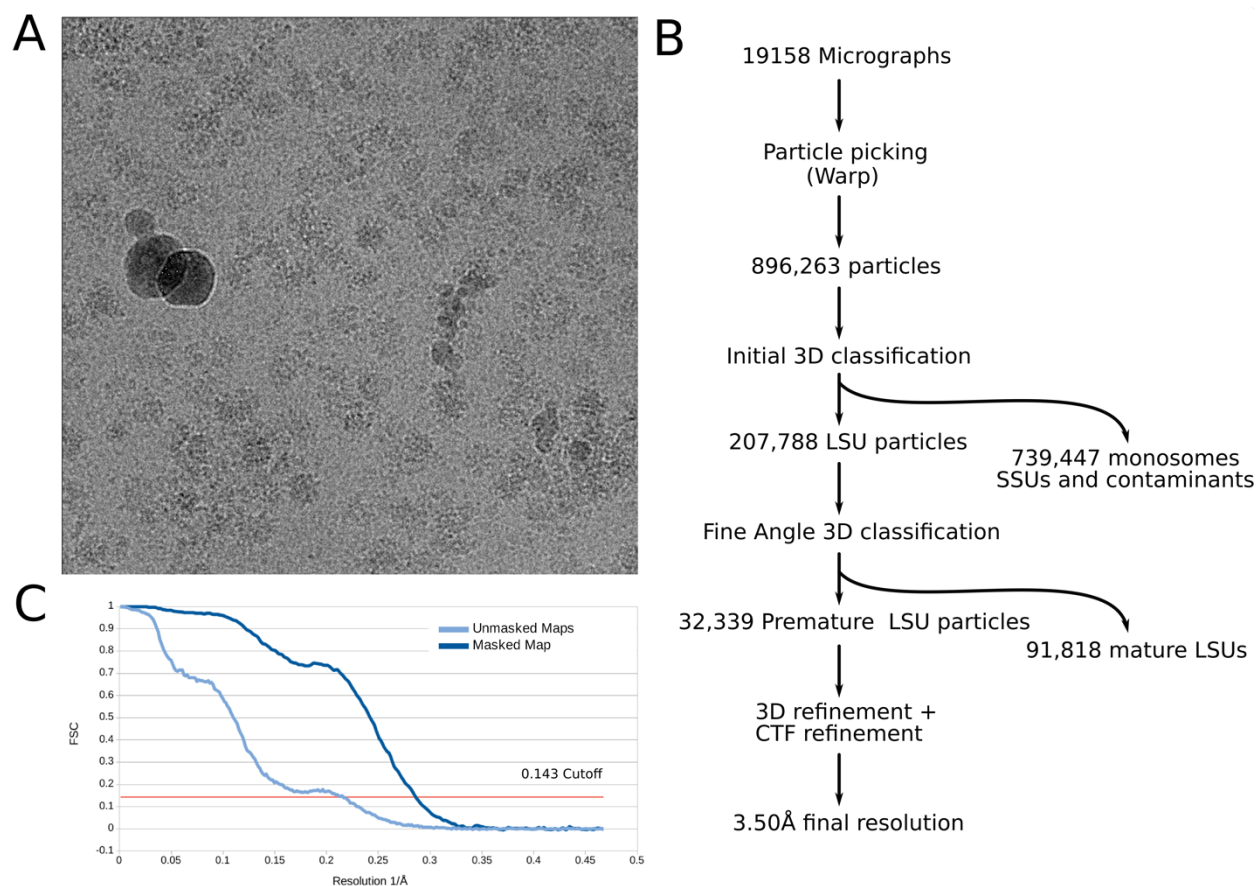 A
B
19158 Micrographs
Particle picking
(Warp)
896,263 particles
Initial 3D classification
207,788 LSU particles
739,447 monosomes
SSUs and contaminants
Fine Angle 3D classification
32,339 Premature LSU particles
91,818 mature LSUs
3D refinement +
CTF refinement
3.50Å final resolution
C
1
0.9
0.8
0.7
0.6
0.5
0.4
0.3
0.2
0.1
0
-0.1
FSC
Unmasked Maps
Masked Map
0.143 Cutoff
0 0.05 0.1 0.15 0.2 0.25 0.3 0.35 0.4 0.45 0.5
Resolution 1/Å